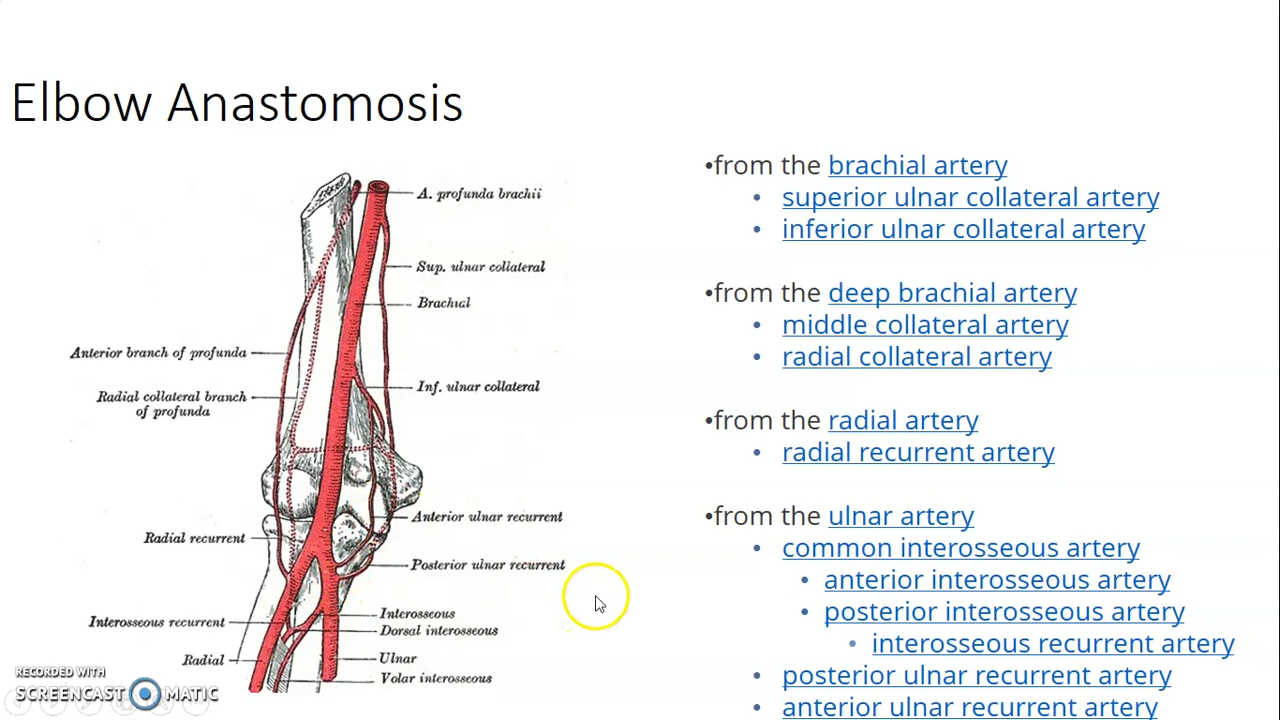 Elbow Anastomosis
A. profunda brachii
Sup. ulnar collateral
Brachial
Anterior branch of profunda
Radial collateral branch
of profunda
Inf. ulnar collateral
Anterior ulnar recurrent
Radial recurrent
Posterior ulnar recurrent
Interosseous
Interosseous recurrent
Dorsal interosseous
Radial
Ulnar
Volar interosseous
•from the brachial artery
• superior ulnar collateral artery
• inferior ulnar collateral artery
•from the deep brachial artery
• middle collateral artery
• radial collateral artery
•from the radial artery
• radial recurrent artery
•from the ulnar artery
• common interosseous artery
• anterior interosseous artery
• posterior interosseous artery
• interosseous recurrent artery
• posterior ulnar recurrent artery
• anterior ulnar recurrent artery
RECORDED WITH
SCREENCAST MATIC